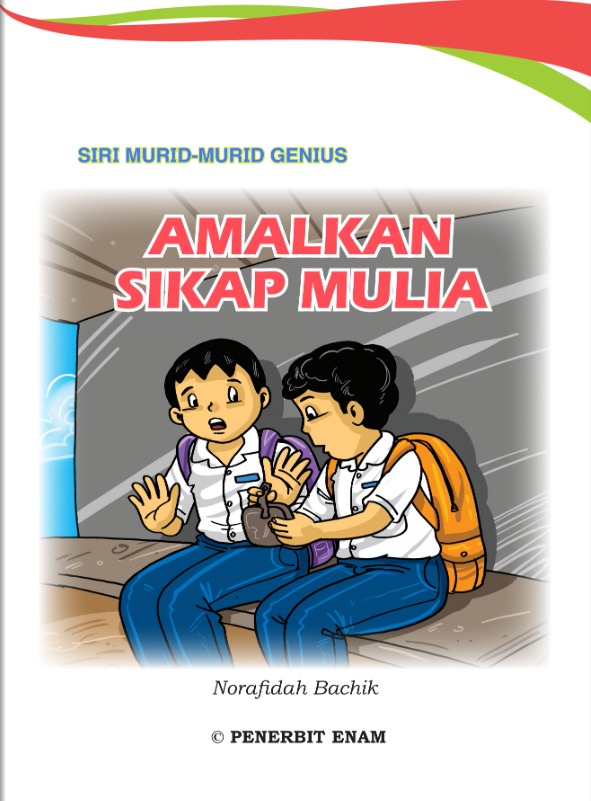 SIRI MURID-MURID GENIUS
AMALKAN
SIKAP MULIA
Norafidah Bachik
© PENERBIT ENAM